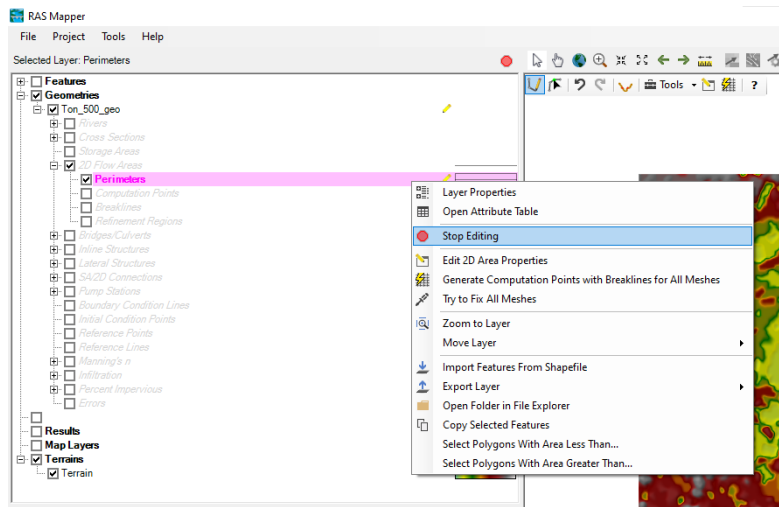 RAS Mapper
File Project Tools Help
Selected Layer: Perimeters
Tools ?
Features
Geometries
Ton_500_geo
Rivers
Cross Sections
Storage Areas
2D Flow Areas
Perimeters
Computation Points
Breaklines
Refinement Regions
Bridges/Culverts
Inline Structures
Lateral Structures
SA/2D Connections
Pump Stations
Boundary Condition Lines
Initial Condition Points
Reference Points
Reference Lines
Manning's n
Infiltration
Percent Impervious
Errors
Results
Map Layers
Terrains
Terrain
Layer Properties
Open Attribute Table
Stop Editing
Edit 2D Area Properties
Generate Computation Points with Breaklines for All Meshes
Try to Fix All Meshes
Zoom to Layer
Move Layer
Import Features From Shapefile
Export Layer
Open Folder in File Explorer
Copy Selected Features
Select Polygons With Area Less Than...
Select Polygons With Area Greater Than...